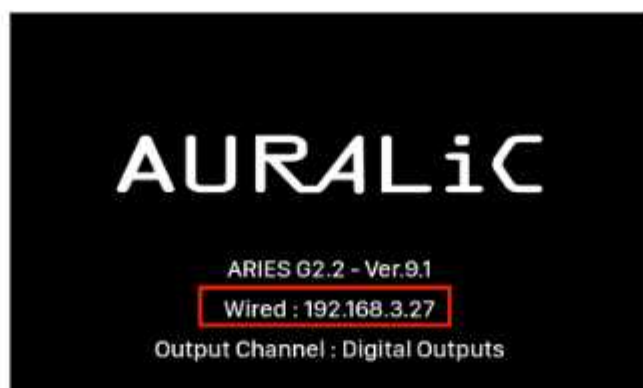 AURALiC
ARIES G2.2 - Ver.9.1
Wired : 192.168.3.27
Output Channel : Digital Outputs